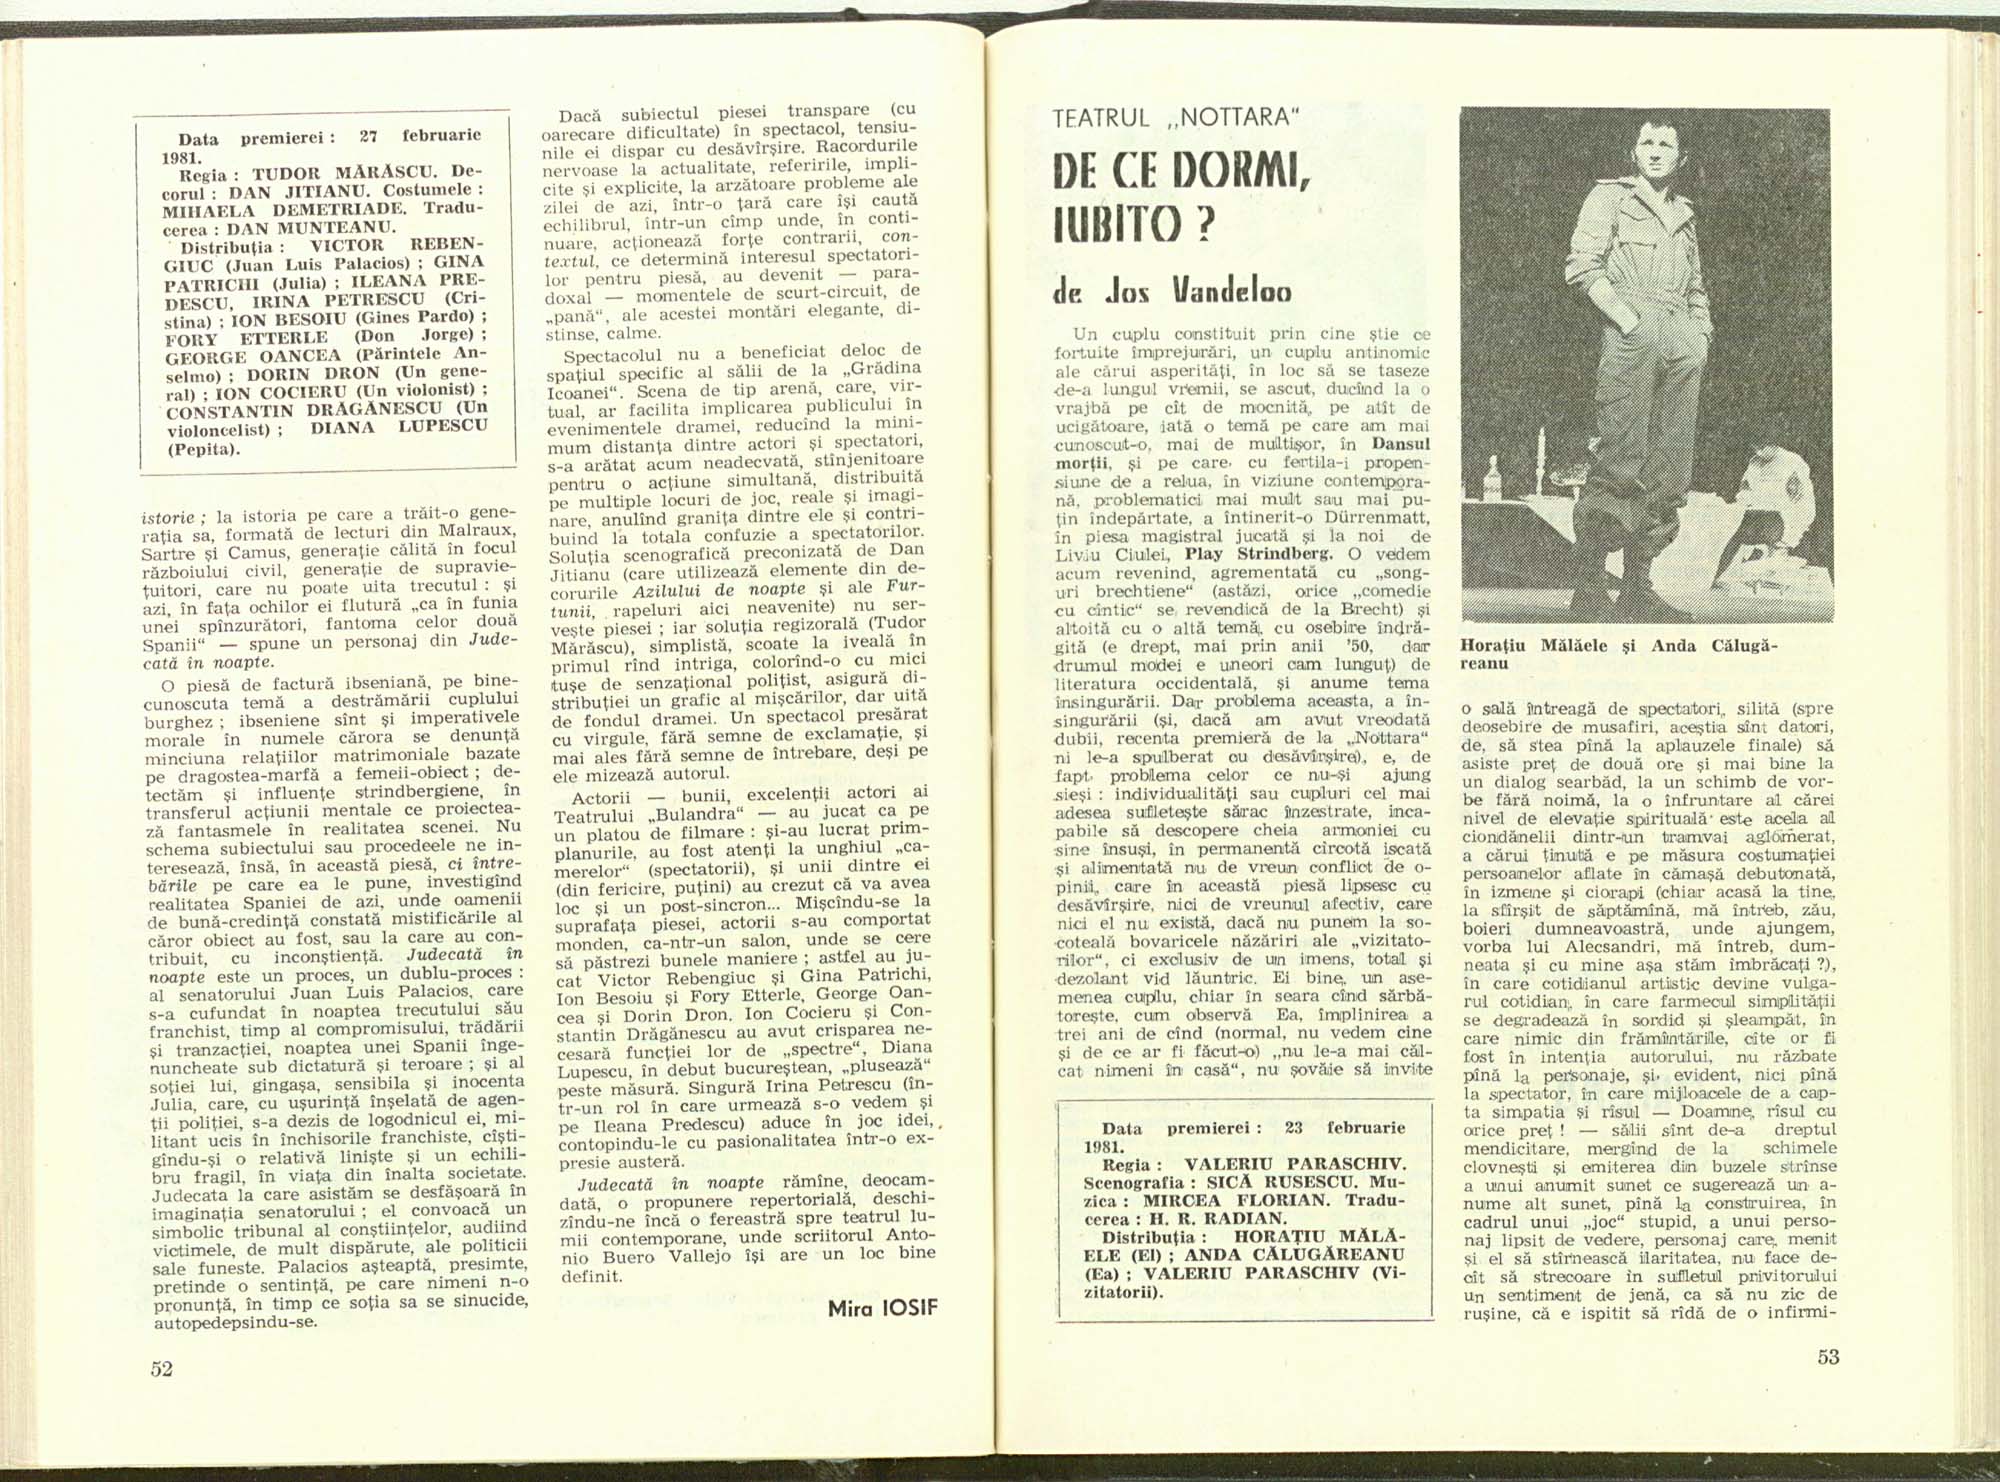 Data premierei : 27 februarie
1981.
Regia : TUDOR MĂRĂSCU. De-
corul : DAN JITIANU. Costumele :
MIHAELA DEMETRIADE. Tradu-
cerea : DAN MUNTEANU.
Distribuția : VICTOR REBEN-
GIUC (Juan Luis Palacios) ; GINA
PATRICHI (Julia) ; ILEANA PRE-
DESCU, IRINA PETRESCU (Cri-
stina) ; ION BESOIU (Gines Pardo) ;
FORY ETTERLE (Don Jorge) ;
GEORGE OANCEA (Părintele An-
selmo) ; DORIN DRON (Un gene-
ral) ; ION COCIERU (Un violonist) ;
CONSTANTIN DRĂGĂNESCU (Un
violoncelist) ; DIANA LUPESCU
(Pepita).
istorie ; la istoria pe care a trăit-o gene-
rația sa, formată de lecturi din Malraux,
Sartre și Camus, generație călită în focul
războiului civil, generație de supravie-
țuitori, care nu poate uita trecutul : și
azi, în fața ochilor ei flutură „ca în funia
unei spînzurători, fantoma celor două
Spanii“ — spune un personaj din Jude-
cată în noapte.
O piesă de factură ibseniană, pe bine-
cunoscuta temă a destrămării cuplului
burghez ; ibseniene sînt și imperativele
morale în numele cărora se denunță
minciuna relațiilor matrimoniale bazate
pe dragostea-marfă a femeii-obiect ; de-
tectăm și influențe strindbergiene, în
transferul acțiunii mentale ce proiectea-
ză fantasmele în realitatea scenei. Nu
schema subiectului sau procedeele ne in-
teresează, însă, în această piesă, ci între-
bările pe care ea le pune, investigînd
realitatea Spaniei de azi, unde oamenii
de bună-credință constată mistificările al
căror obiect au fost, sau la care au con-
tribuit, cu inconștiență. Judecată în
noapte este un proces, un dublu-proces :
al senatorului Juan Luis Palacios, care
s-a cufundat în noaptea trecutului său
franchist, timp al compromisului, trădării
și tranzacției, noaptea unei Spanii înge-
nuncheate sub dictatură și teroare ; și al
soției lui, gingașa, sensibila și inocenta
Julia, care, cu ușurință înșelată de agen-
ții poliției, s-a dezis de logodnicul ei, mi-
litant ucis în închisorile franchiste, cîști-
gîndu-și o relativă liniște și un echili-
bru fragil, în viața din înalta societate.
Judecata la care asistăm se desfășoară în
imaginația senatorului ; el convoacă un
simbolic tribunal al conștiințelor, audiind
victimele, de mult dispărute, ale politicii
sale funeste. Palacios așteaptă, presimte,
pretinde o sentință, pe care nimeni n-o
pronunță, în timp ce soția sa se sinucide,
autopedepsindu-se.
52
Dacă subiectul piesei transpare (cu
oarecare dificultate) în spectacol, tensiu-
nile ei dispar cu desăvîrșire. Racordurile
nervoase la actualitate, referirile, impli-
cite și explicite, la arzătoare probleme ale
zilei de azi, într-o țară care își caută
echilibrul, într-un cîmp unde, în conti-
nuare, acționează forțe contrarii, con-
textul, ce determină interesul spectatori-
lor pentru piesă, au devenit — para-
doxal — momentele de scurt-circuit, de
„pană“, ale acestei montări elegante, di-
stinse, calme.
Spectacolul nu a beneficiat deloc de
spațiul specific al sălii de la „Grădina
Icoanei“. Scena de tip arenă, care, vir-
tual, ar facilita implicarea publicului în
evenimentele dramei, reducînd la mini-
mum distanța dintre actori și spectatori,
s-a arătat acum neadecvată, stînjenitoare
pentru o acțiune simultană, distribuită
pe multiple locuri de joc, reale și imagi-
nare, anulînd granița dintre ele și contri-
buind la totala confuzie a spectatorilor.
Soluția scenografică preconizată de Dan
Jitianu (care utilizează elemente din de-
corurile Azilului de noapte și ale Fur-
tunii, rapeluri aici neavenite) nu ser-
vește piesei ; iar soluția regizorală (Tudor
Mărăscu), simplistă, scoate la iveală în
primul rînd intriga, colorînd-o cu mici
tușe de senzațional polițist, asigură di-
stribuției un grafic al mișcărilor, dar uită
de fondul dramei. Un spectacol presărat
cu virgule, fără semne de exclamație, și
mai ales fără semne de întrebare, deși pe
ele mizează autorul.
Actorii — bunii, excelenții actori ai
Teatrului „Bulandra“ — au jucat ca pe
un platou de filmare : și-au lucrat prim-
planurile, au fost atenți la unghiul „ca-
merelor“ (spectatorii), și unii dintre ei
(din fericire, puțini) au crezut că va avea
loc și un post-sincron... Mișcîndu-se la
suprafața piesei, actorii s-au comportat
monden, ca-ntr-un salon, unde se cere
să păstrezi bunele maniere ; astfel au ju-
cat Victor Rebengiuc și Gina Patrichi,
Ion Besoiu și Fory Etterle, George Oan-
cea și Dorin Dron. Ion Cocieru și Con-
stantin Drăgănescu au avut crisparea ne-
cesară funcției lor de „spectre“, Diana
Lupescu, în debut bucureștean, „plusează“
peste măsură. Singură Irina Petrescu (în-
tr-un rol în care urmează s-o vedem și
pe Ileana Predescu) aduce în joc idei,
contopindu-le cu pasionalitatea într-o ex-
presie austeră.
Judecată în noapte rămîne, deocam-
dată, o propunere repertorială, deschi-
zîndu-ne încă o fereastră spre teatrul lu-
mii contemporane, unde scriitorul Anto-
nio Buero Vallejo își are un loc bine
definit.
Mira IOSIF
TEATRUL „NOTTARA“
DE CE DORMI,
IUBITO ?
de Jos Vandeloo
Un cuplu constituit prin cine știe ce
fortuite împrejurări, un cuplu antinomic
ale cărui asperități, în loc să se taseze
de-a lungul vremii, se ascut, ducînd la o
vrajbă pe cît de mocnită, pe atît de
ucigătoare, iată o temă pe care am mai
cunoscut-o, mai de multișor, în Dansul
morții, și pe care, cu fertila-i propen-
siune de a relua, în viziune contempora-
nă, problematici mai mult sau mai pu-
țin îndepărtate, a întinerit-o Dürrenmatt,
în piesa magistral jucată și la noi de
Liviu Ciulei, Play Strindberg. O vedem
acum revenind, agrementată cu „song-
uri brechtiene“ (astăzi, orice „comedie
cu cîntic“ se revendică de la Brecht) și
altoită cu o altă temă, cu osebire îndră-
gită (e drept, mai prin anii '50, dar
drumul modei e uneori cam lunguț) de
literatura occidentală, și anume tema
însingurării. Dar problema aceasta, a în-
singurării (și, dacă am avut vreodată
dubii, recenta premieră de la „Nottara“
ni le-a spulberat cu desăvîrșire), e, de
fapt, problema celor ce nu-și ajung
sieși : individualități sau cupluri cel mai
adesea sufletește sărac înzestrate, inca-
pabile să descopere cheia armoniei cu
sine însuși, în permanentă circotă iscată
și alimentată nu de vreun conflict de o-
pinii, care în această piesă lipsesc cu
desăvîrșire, nici de vreunul afectiv, care
nici el nu există, dacă nu punem la so-
coteală bovaricele năzăriri ale „vizitato-
rilor“, ci exclusiv de un imens, total și
dezolant vid lăuntric. Ei bine, un ase-
menea cuplu, chiar în seara cînd sărbă-
torește, cum observă Ea, împlinirea a
trei ani de cînd (normal, nu vedem cine
și de ce ar fi făcut-o) „nu le-a mai căl-
cat nimeni în casă“, nu șovăie să invite
Data premierei : 23 februarie
1981.
Regia : VALERIU PARASCHIV.
Scenografia : SICĂ RUSESCU. Mu-
zica : MIRCEA FLORIAN. Tradu-
cerea : H. R. RADIAN.
Distribuția : HORAȚIU MĂLĂ-
ELE (El) ; ANDA CĂLUGĂREANU
(Ea) ; VALERIU PARASCHIV (Vi-
zitatorii).
Horațiu Mălăele și Anda Călugă-
reanu
o sală întreagă de spectatori, silită (spre
deosebire de musafiri, aceștia sînt datori,
de, să stea pînă la aplauzele finale) să
asiste preț de două ore și mai bine la
un dialog searbăd, la un schimb de vor-
be fără noimă, la o înfruntare al cărei
nivel de elevație spirituală este acela al
ciondănelii dintr-un tramvai aglomerat,
a cărui ținută e pe măsura costumației
persoanelor aflate în cămașă debutonată,
în izmene și ciorapi (chiar acasă la tine,
la sfîrșit de săptămînă, mă întreb, zău,
boieri dumneavoastră, unde ajungem,
vorba lui Alecsandri, mă întreb, dum-
neata și cu mine așa stăm îmbrăcați ?),
în care cotidianul artistic devine vulga-
rul cotidian, în care farmecul simplității
se degradează în sordid și șleampăt, în
care nimic din frămîntările, cîte or fi
fost în intenția autorului, nu răzbate
pînă la personaje, și, evident, nici pînă
la spectator, în care mijloacele de a cap-
ta simpatia și rîsul — Doamne, rîsul cu
orice preț ! — sălii sînt de-a dreptul
mendicitare, mergînd de la schimele
clovnești și emiterea din buzele strînse
a unui anumit sunet ce sugerează un a-
nume alt sunet, pînă la construirea, în
cadrul unui „joc“ stupid, a unui perso-
naj lipsit de vedere, personaj care, menit
și el să stîrnească ilaritatea, nu face de-
cît să strecoare în sufletul privitorului
un sentiment de jenă, ca să nu zic de
rușine, că e ispitit să rîdă de o infirmi-
53